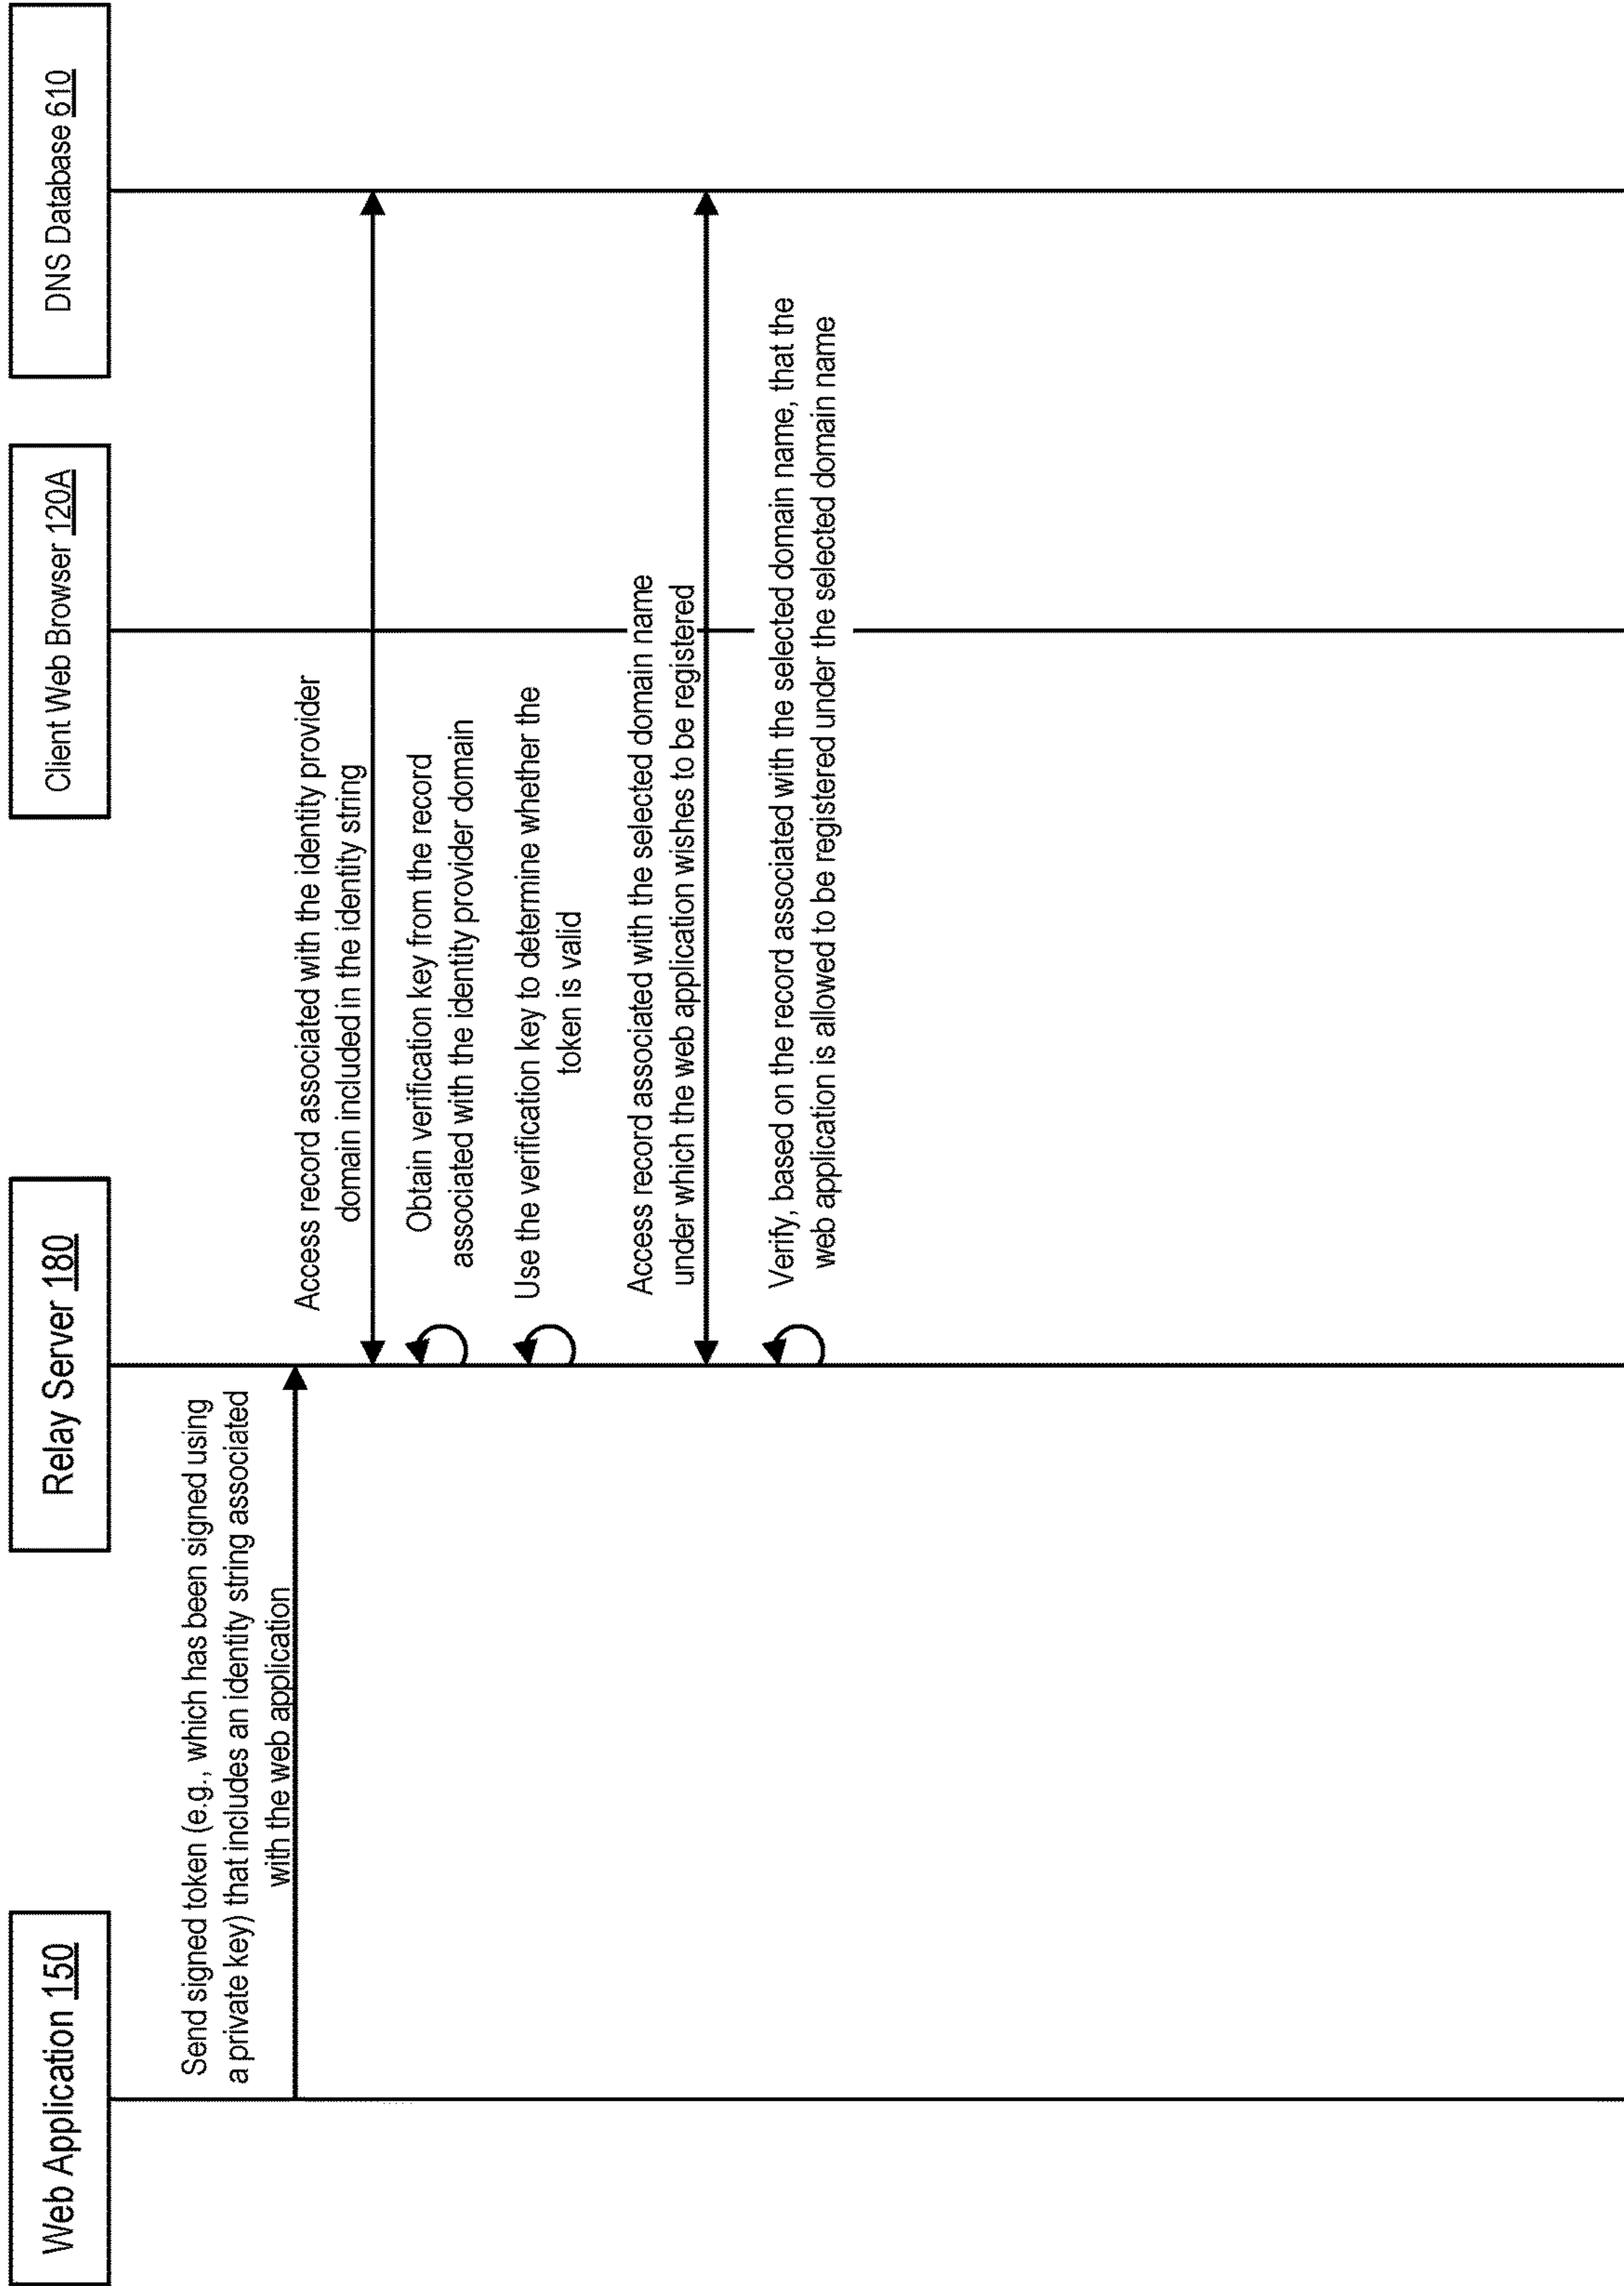 Web Application 150
Relay Server 180
Client Web Browser 120A
DNS Database 610
Send signed token (e.g., which has been signed using
a private key) that includes an identity string associated
with the web application
Access record associated with the identity provider
domain included in the identity string
Obtain verification key from the record
associated with the identity provider domain
Use the verification key to determine whether the
token is valid
Access record associated with the selected domain name
under which the web application wishes to be registered
Verify, based on the record associated with the selected domain name, that the
web application is allowed to be registered under the selected domain name